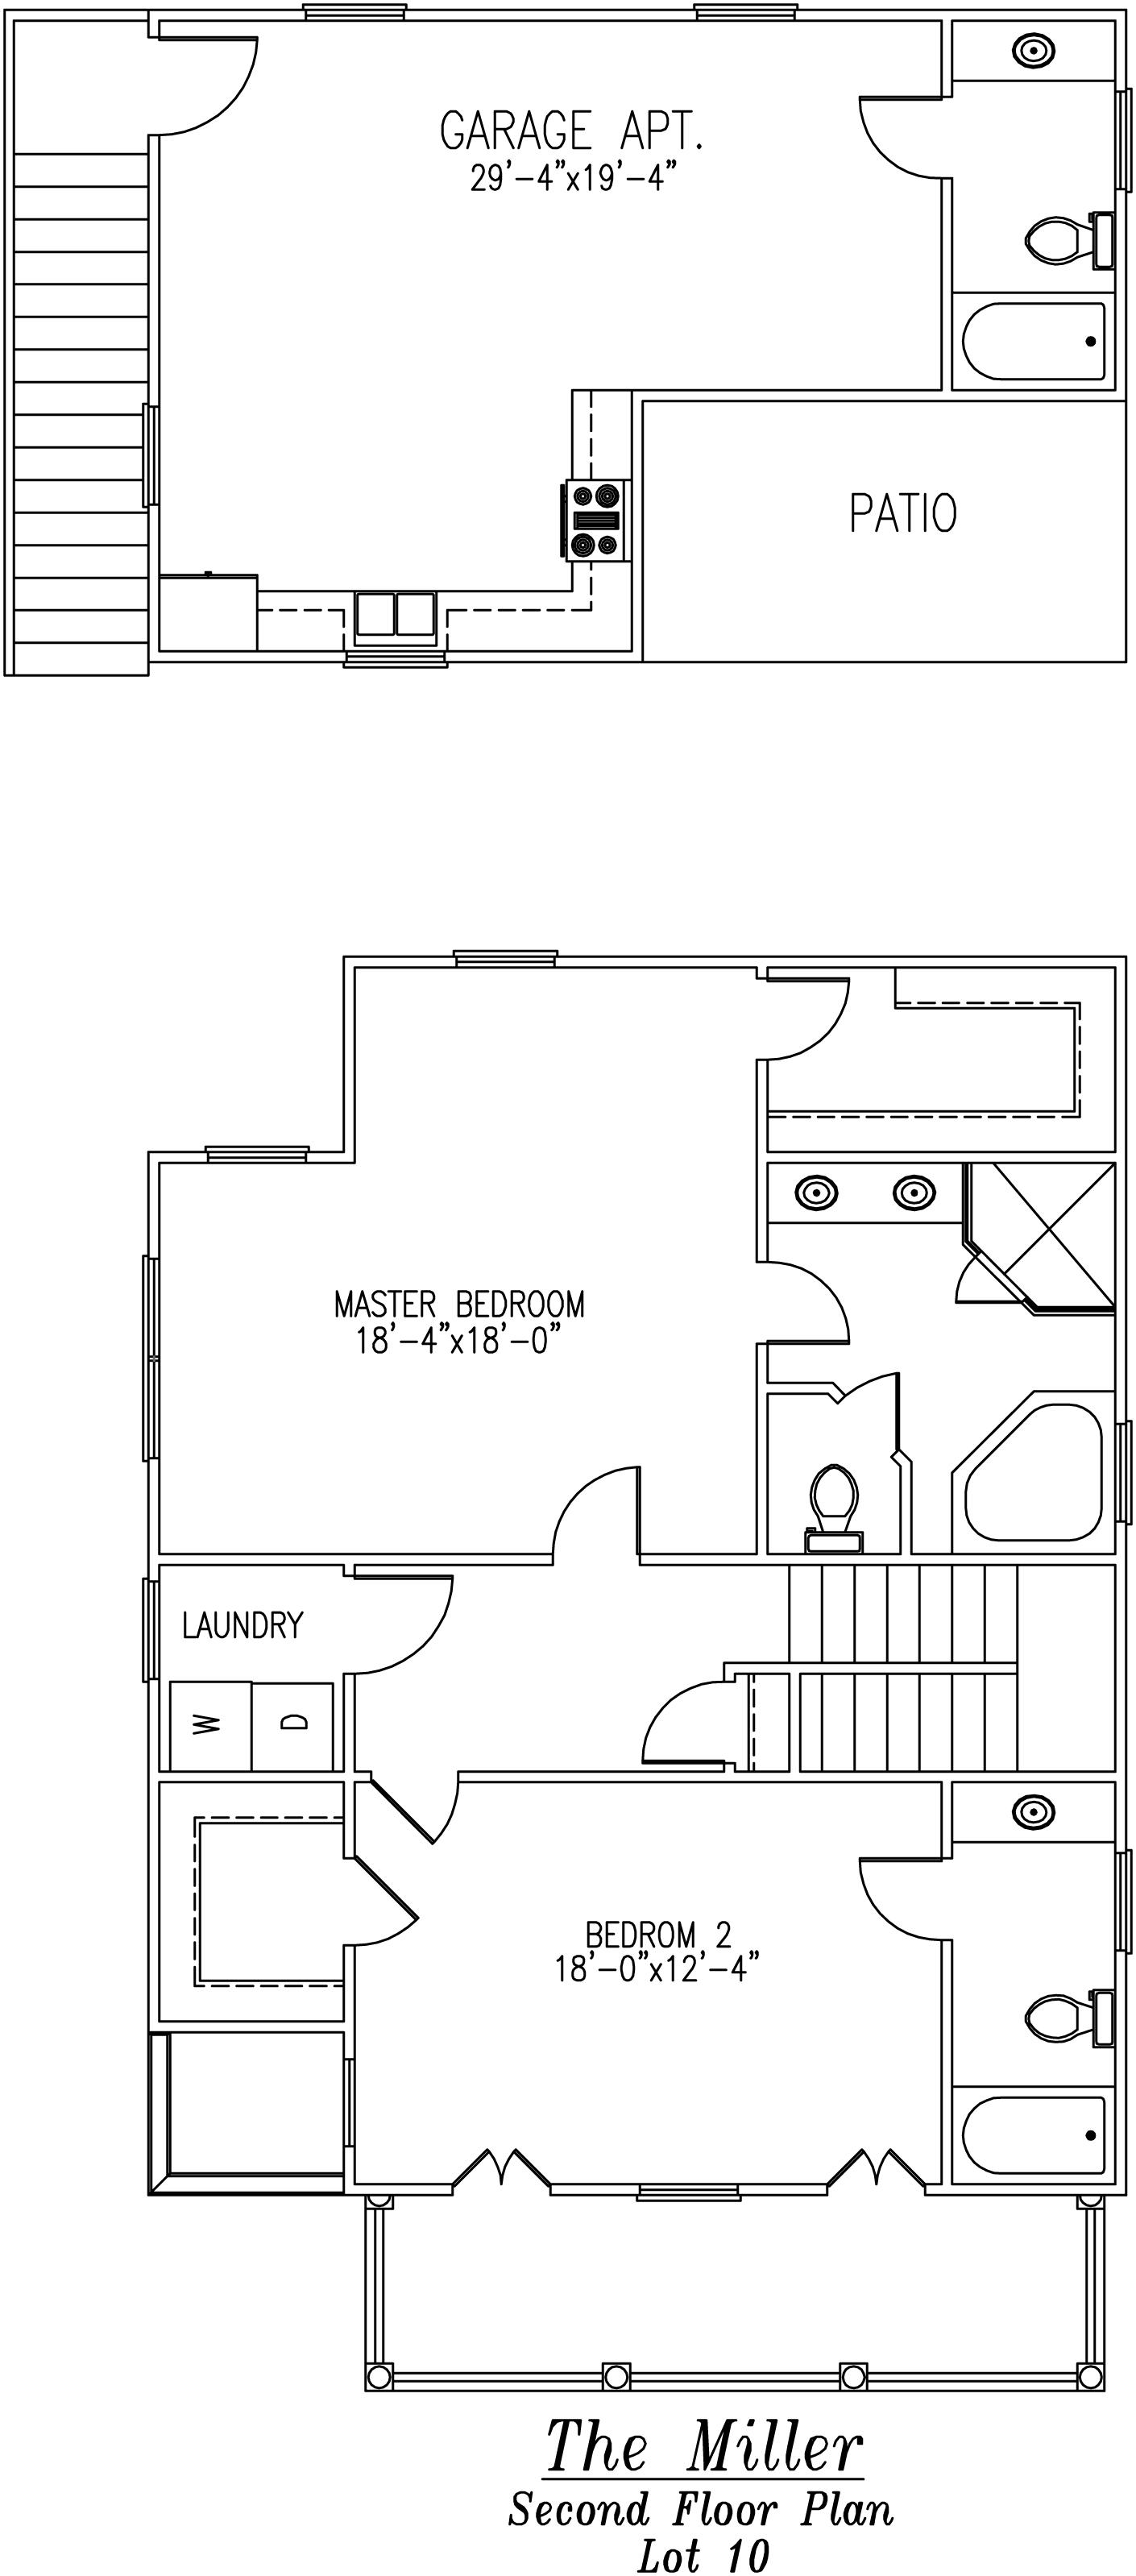 GARAGE APT.
29'-4"x19'-4"
PATIO
MASTER BEDROOM
18'-4"x18'-0"
LAUNDRY
W
D
BEDROM 2
18'-0"x12'-4"
The Miller
Second Floor Plan
Lot 10